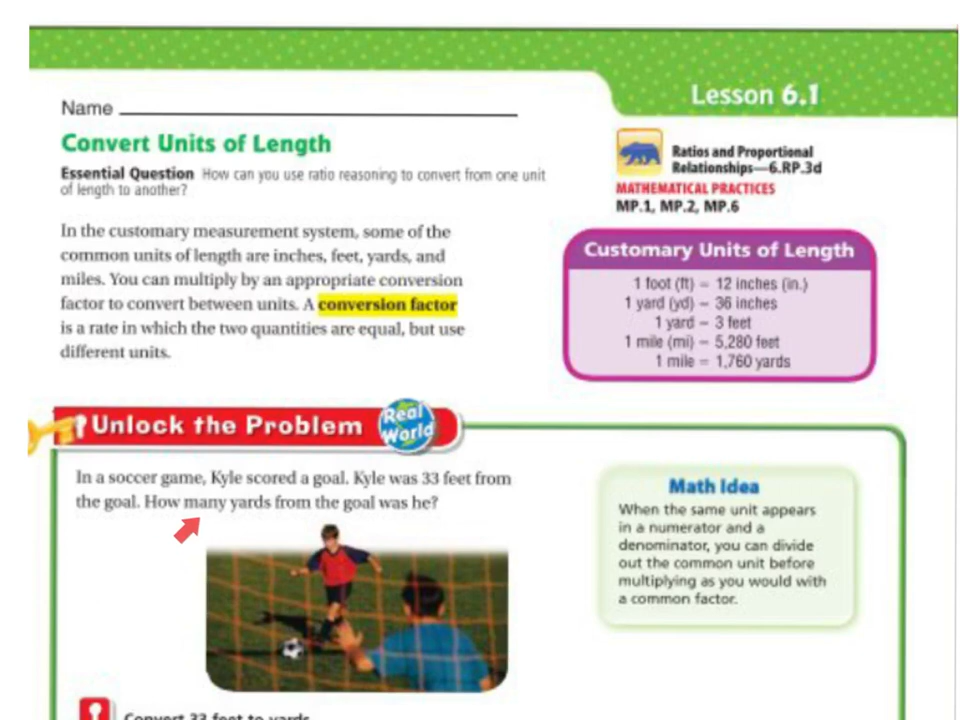 Lesson 6.1
Name
Convert Units of Length
Essential Question How can you use ratio reasoning to convert from one unit
of length to another?
Ratios and Proportional
Relationships—6.RP.3d
MATHEMATICAL PRACTICES
MP.1, MP.2, MP.6
In the customary measurement system, some of the
common units of length are inches, feet, yards, and
miles. You can multiply by an appropriate conversion
factor to convert between units. A conversion factor
is a rate in which the two quantities are equal, but use
different units.
Customary Units of Length
1 foot (ft) = 12 inches (in.)
1 yard (yd) = 36 inches
1 yard = 3 feet
1 mile (mi) = 5,280 feet
1 mile = 1,760 yards
Unlock the Problem
Real
World
In a soccer game, Kyle scored a goal. Kyle was 33 feet from
the goal. How many yards from the goal was he?
Math Idea
When the same unit appears
in a numerator and a
denominator, you can divide
out the common unit before
multiplying as you would with
a common factor.
Convert 33 feet to yards